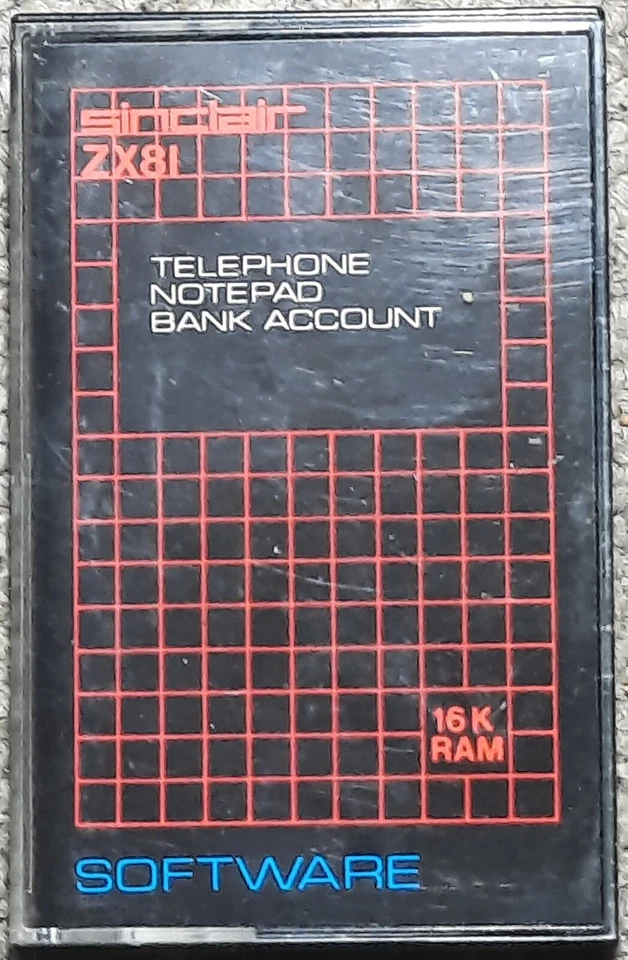 sinclair
ZX81
TELEPHONE
NOTEPAD
BANK ACCOUNT
16K
RAM
SOFTWARE